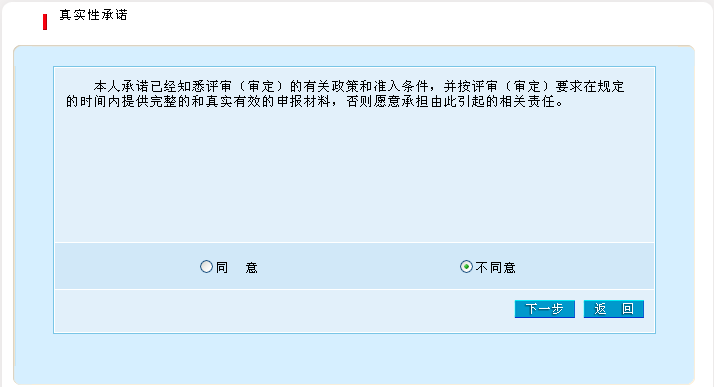 真实性承诺
本人承诺已经知悉评审（审定）的有关政策和准入条件，并按评审（审定）要求在规定
的时间内提供完整的和真实有效的申报材料，否则愿意承担由此引起的相关责任。
同 意 不同意
下一步 返 回